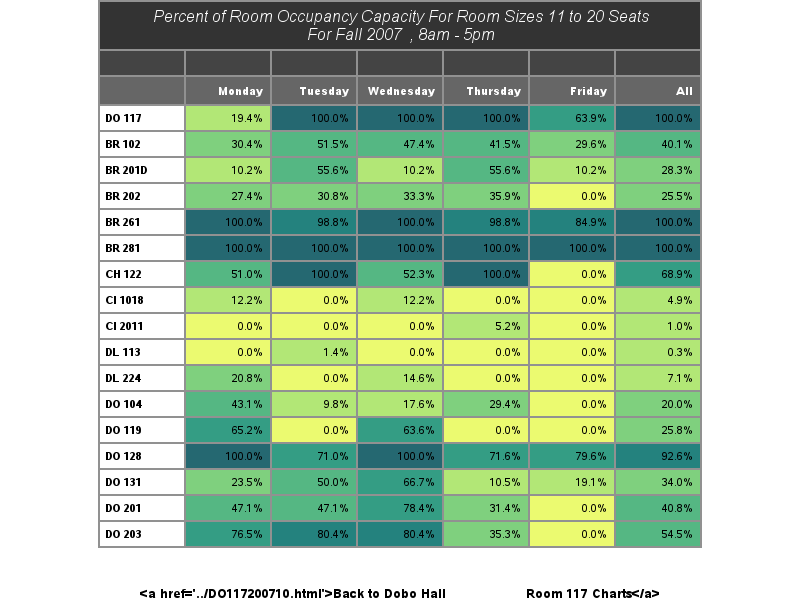 Percent of Room Occupancy Capacity For Room Sizes 11 to 20 Seats
For Fall 2007 , 8am - 5pm
Monday Tuesday Wednesday Thursday Friday All
DO 117 19.4% 100.0% 100.0% 100.0% 63.9% 100.0%
BR 102 30.4% 51.5% 47.4% 41.5% 29.6% 40.1%
BR 201D 10.2% 55.6% 10.2% 55.6% 10.2% 28.3%
BR 202 27.4% 30.8% 33.3% 35.9% 0.0% 25.5%
BR 261 100.0% 98.8% 100.0% 98.8% 84.9% 100.0%
BR 281 100.0% 100.0% 100.0% 100.0% 100.0% 100.0%
CH 122 51.0% 100.0% 52.3% 100.0% 0.0% 68.9%
CI 1018 12.2% 0.0% 12.2% 0.0% 0.0% 4.9%
CI 2011 0.0% 0.0% 0.0% 5.2% 0.0% 1.0%
DL 113 0.0% 1.4% 0.0% 0.0% 0.0% 0.3%
DL 224 20.8% 0.0% 14.6% 0.0% 0.0% 7.1%
DO 104 43.1% 9.8% 17.6% 29.4% 0.0% 20.0%
DO 119 65.2% 0.0% 63.6% 0.0% 0.0% 25.8%
DO 128 100.0% 71.0% 100.0% 71.6% 79.6% 92.6%
DO 131 23.5% 50.0% 66.7% 10.5% 19.1% 34.0%
DO 201 47.1% 47.1% 78.4% 31.4% 0.0% 40.8%
DO 203 76.5% 80.4% 80.4% 35.3% 0.0% 54.5%
<a href='../DO117200710.html'>Back to Dobo Hall Room 117 Charts</a>